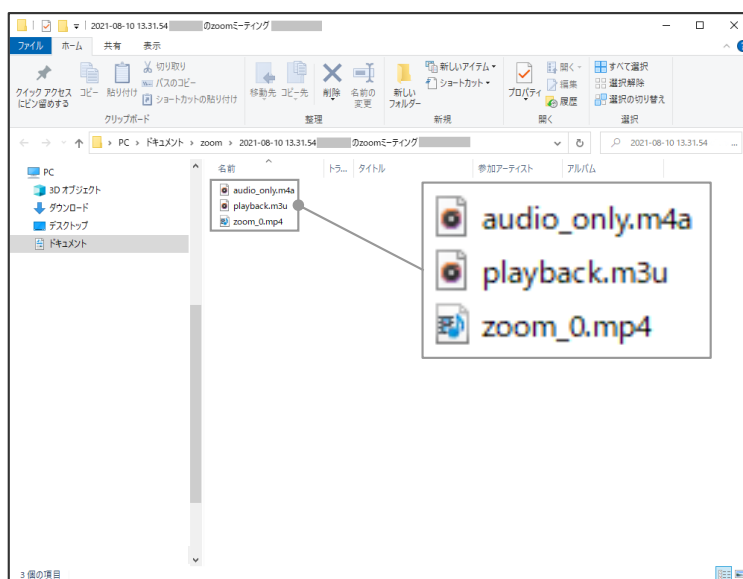 2021-08-10 13.31.54 のzoomミーティング
ファイル ホーム 共有 表示
クイック アクセス
にピン留めする
コピー
貼り付け
切り取り
パスのコピー
ショートカットの貼り付け
クリップボード
移動先
コピー先
削除
名前の
変更
整理
新しい
フォルダー
新しいアイテム
ショートカット
新規
プロパティ
開く
編集
履歴
開く
すべて選択
選択解除
選択の切り替え
選択
PC › ドキュメント › zoom › 2021-08-10 13.31.54 のzoomミーティング
2021-08-10 13.31.54 ...
PC
3D オブジェクト
ダウンロード
デスクトップ
ドキュメント
名前 トラ... タイトル 参加アーティスト アルバム
audio_only.m4a
playback.m3u
zoom_0.mp4
audio_only.m4a
playback.m3u
zoom_0.mp4
3 個の項目